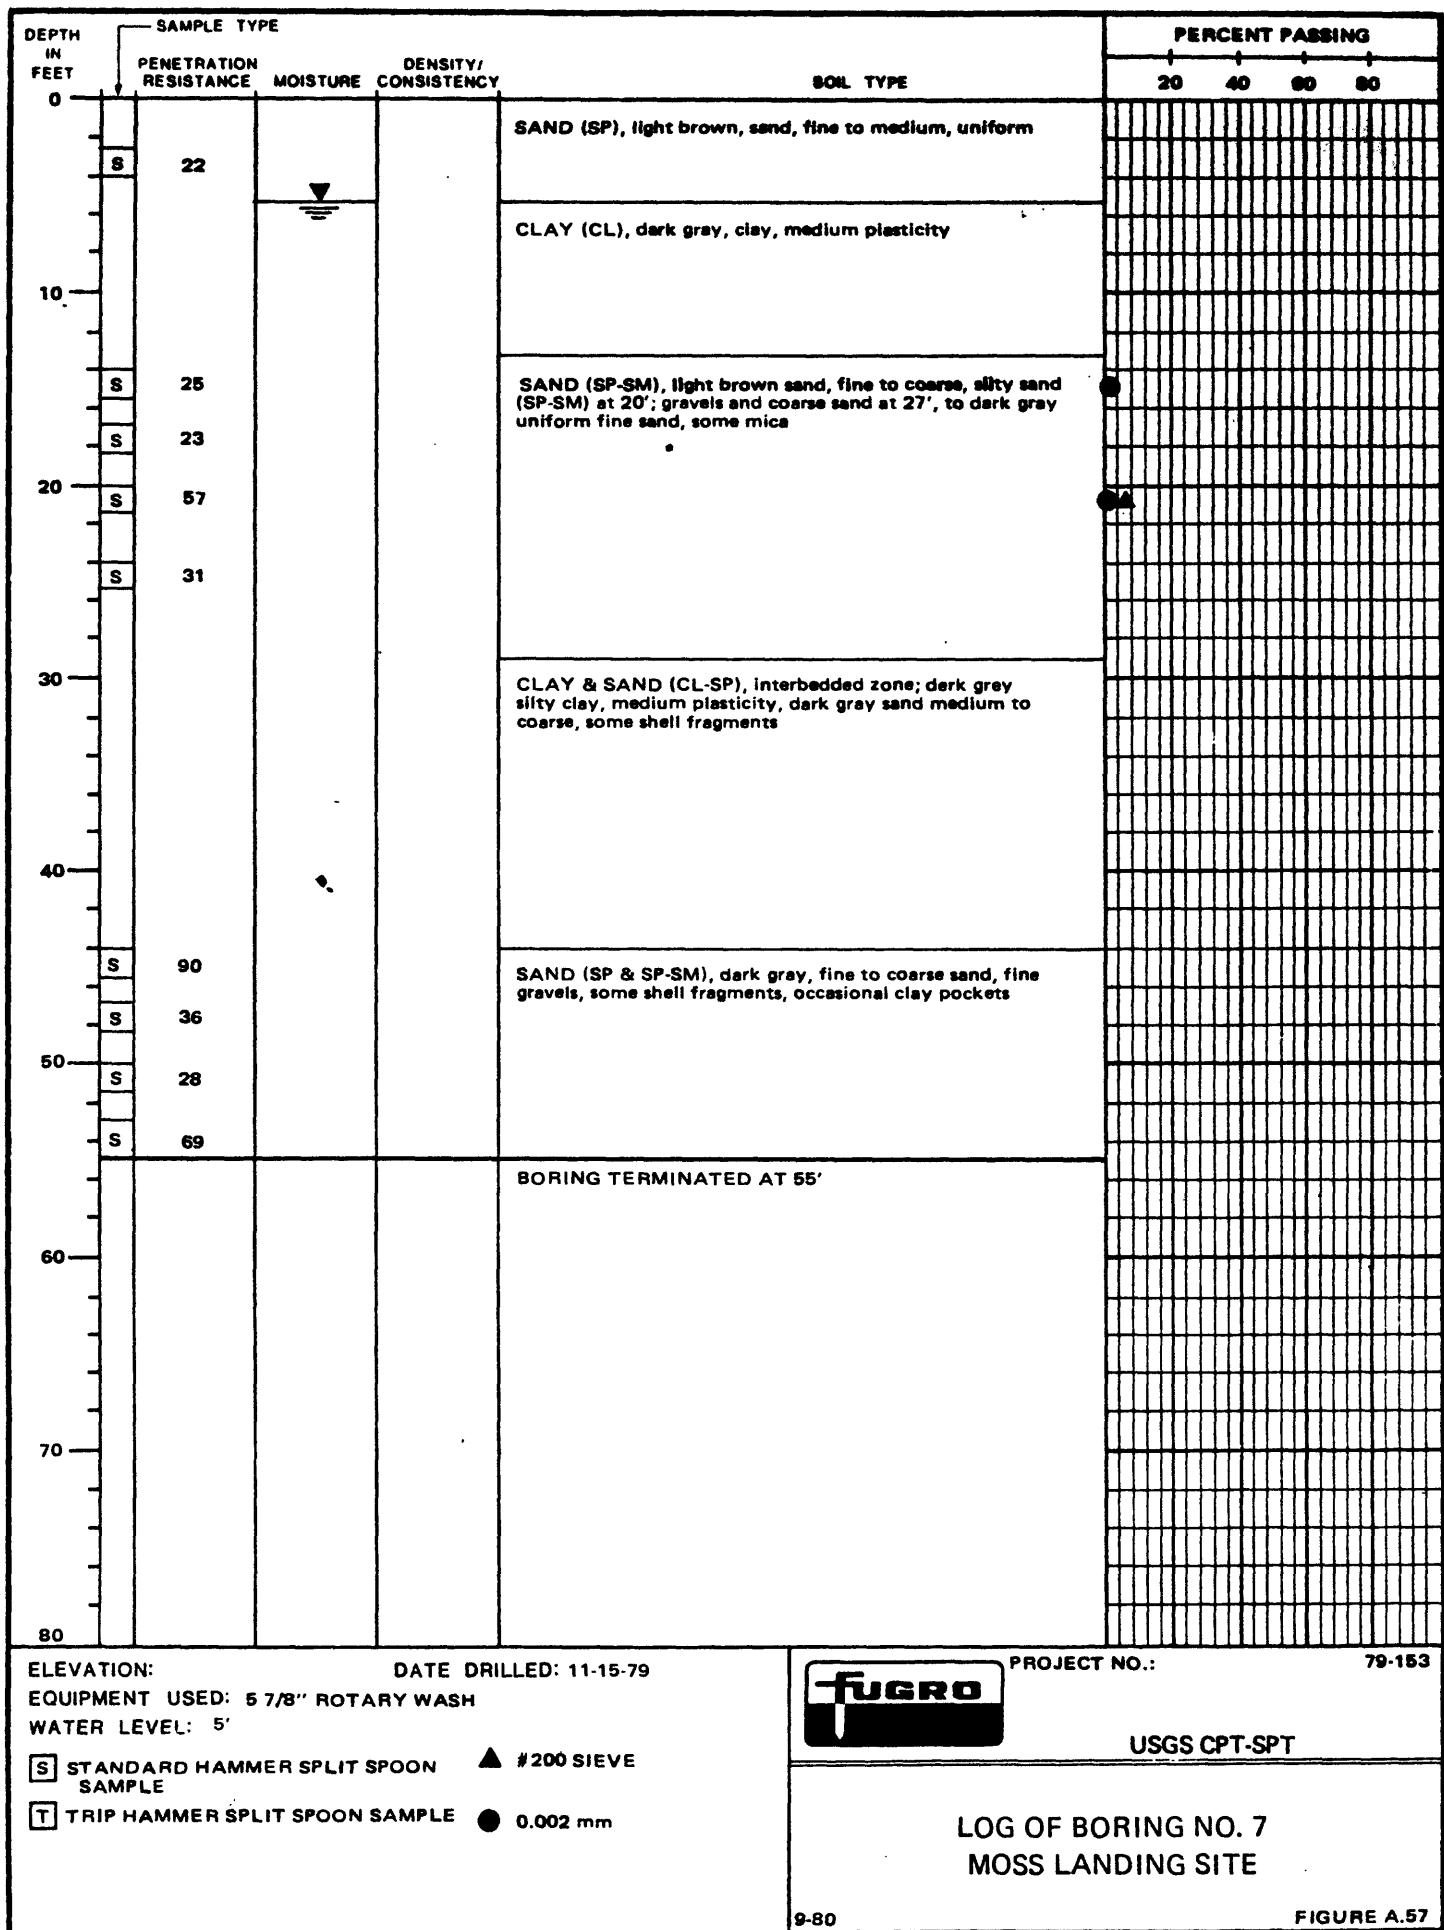 DEPTH IN FEET
SAMPLE TYPE
PENETRATION RESISTANCE
MOISTURE
DENSITY/ CONSISTENCY
SOIL TYPE
PERCENT PASSING
20 40 60 80
0
SAND (SP), light brown, sand, fine to medium, uniform
S 22
CLAY (CL), dark gray, clay, medium plasticity
10
S 25
SAND (SP-SM), light brown sand, fine to coarse, silty sand
(SP-SM) at 20'; gravels and coarse sand at 27', to dark gray
uniform fine sand, some mica
S 23
20
S 57
S 31
30
CLAY & SAND (CL-SP), interbedded zone; derk grey
silty clay, medium plasticity, dark gray sand medium to
coarse, some shell fragments
40
S 90
SAND (SP & SP-SM), dark gray, fine to coarse sand, fine
gravels, some shell fragments, occasional clay pockets
S 36
50
S 28
S 69
BORING TERMINATED AT 55'
60
70
80
ELEVATION:
DATE DRILLED: 11-15-79
EQUIPMENT USED: 5 7/8" ROTARY WASH
WATER LEVEL: 5'
S STANDARD HAMMER SPLIT SPOON
SAMPLE
▲ #200 SIEVE
T TRIP HAMMER SPLIT SPOON SAMPLE
● 0.002 mm
FUGRO
PROJECT NO.: 79-153
USGS CPT-SPT
LOG OF BORING NO. 7
MOSS LANDING SITE
9-80
FIGURE A.57